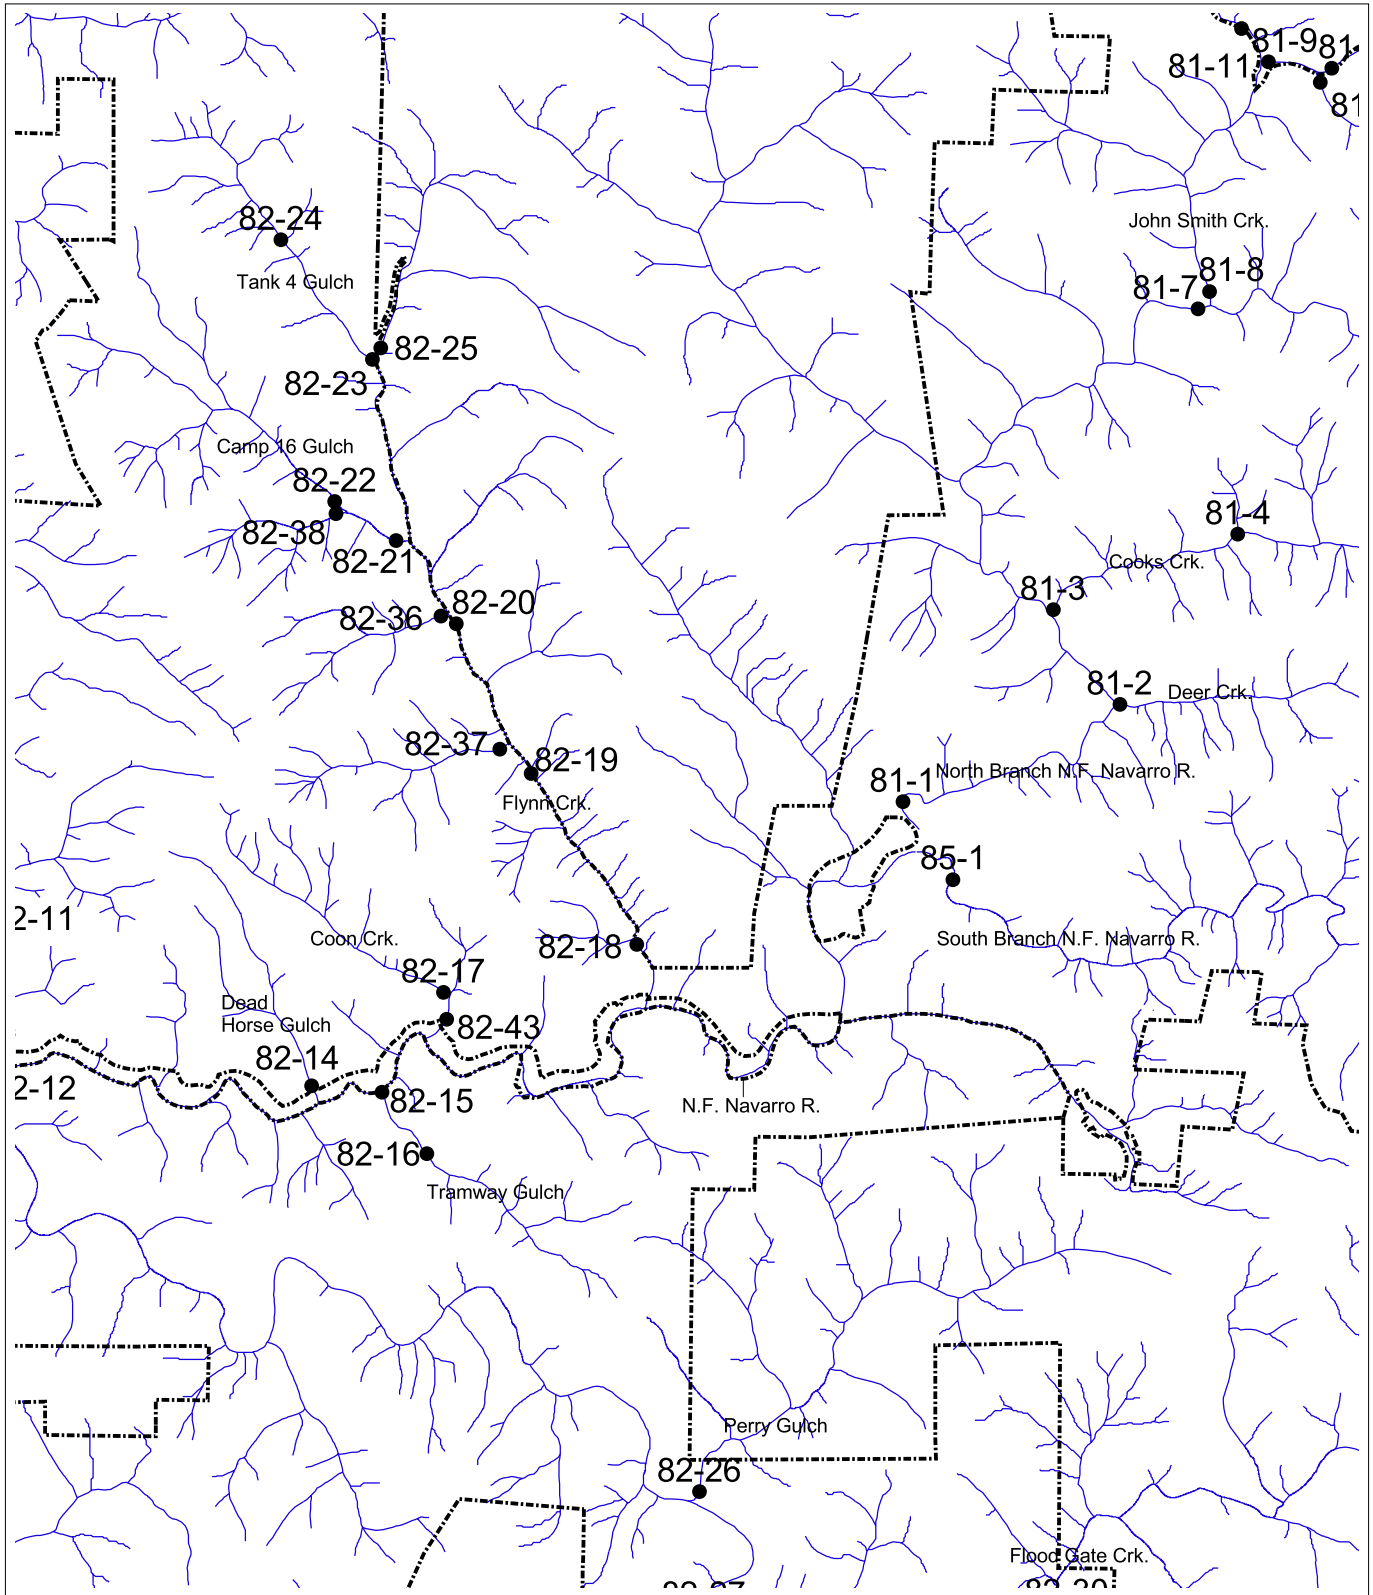 81-9
81-
81-11
81
82-24
John Smith Crk.
81-8
Tank 4 Gulch
81-7
82-25
82-23
Camp 16 Gulch
82-22
81-4
82-38
82-21
Cooks Crk.
81-3
82-20
82-36
81-2
Deer Crk.
82-37
82-19
North Branch N.F. Navarro R.
81-1
Flynn Crk.
85-1
2-11
Coon Crk.
82-18
South Branch N.F. Navarro R.
82-17
Dead
Horse Gulch
82-43
82-14
2-12
82-15
N.F. Navarro R.
82-16
Tramway Gulch
Perry Gulch
82-26
Flood Gate Crk.
82-30